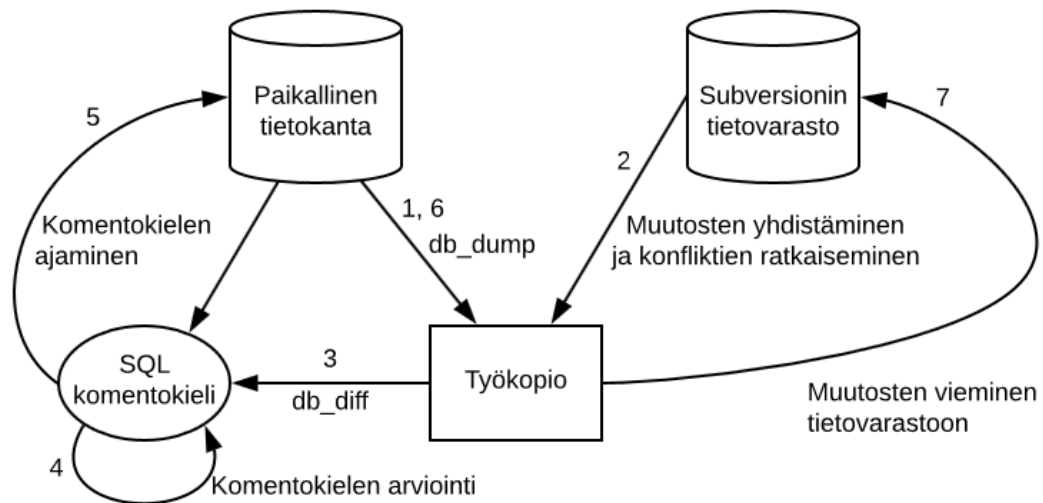 Paikallinen
tietokanta
Subversionin
tietovarasto
5
7
2
1, 6
db_dump
Komentokielen
ajaminen
Muutosten yhdistäminen
ja konfliktien ratkaiseminen
SQL
komentokieli
3
db_diff
Työkopio
Muutosten vieminen
tietovarastoon
4
Komentokielen arviointi